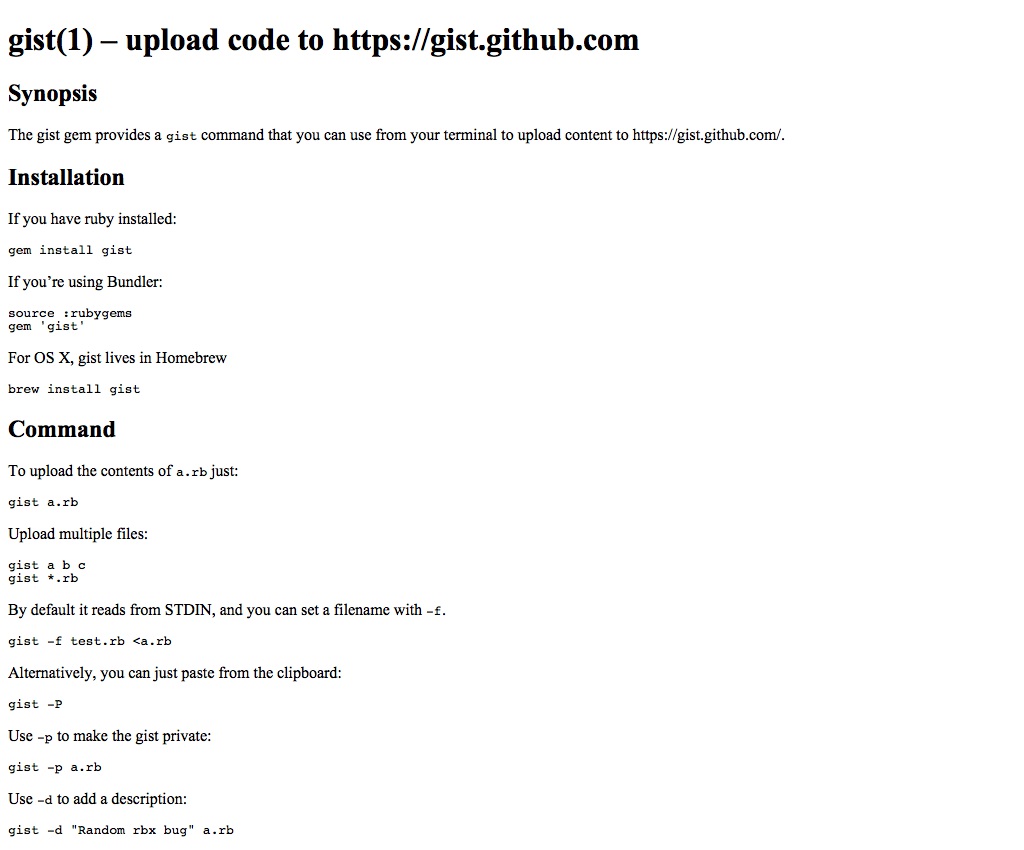 gist(1) – upload code to https://gist.github.com
Synopsis
The gist gem provides a gist command that you can use from your terminal to upload content to https://gist.github.com/.
Installation
If you have ruby installed:
gem install gist
If you’re using Bundler:
source :rubygems
gem 'gist'
For OS X, gist lives in Homebrew
brew install gist
Command
To upload the contents of a.rb just:
gist a.rb
Upload multiple files:
gist a b c
gist *.rb
By default it reads from STDIN, and you can set a filename with -f.
gist -f test.rb <a.rb
Alternatively, you can just paste from the clipboard:
gist -P
Use -p to make the gist private:
gist -p a.rb
Use -d to add a description:
gist -d "Random rbx bug" a.rb